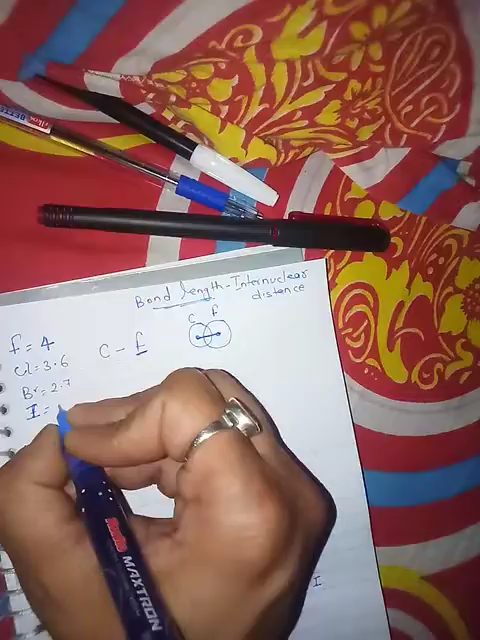 Bond length - Internuclear
distance
C F
C - F
F = 4
Cl = 3.6
Br = 2.7
I =
I
MAXTRON